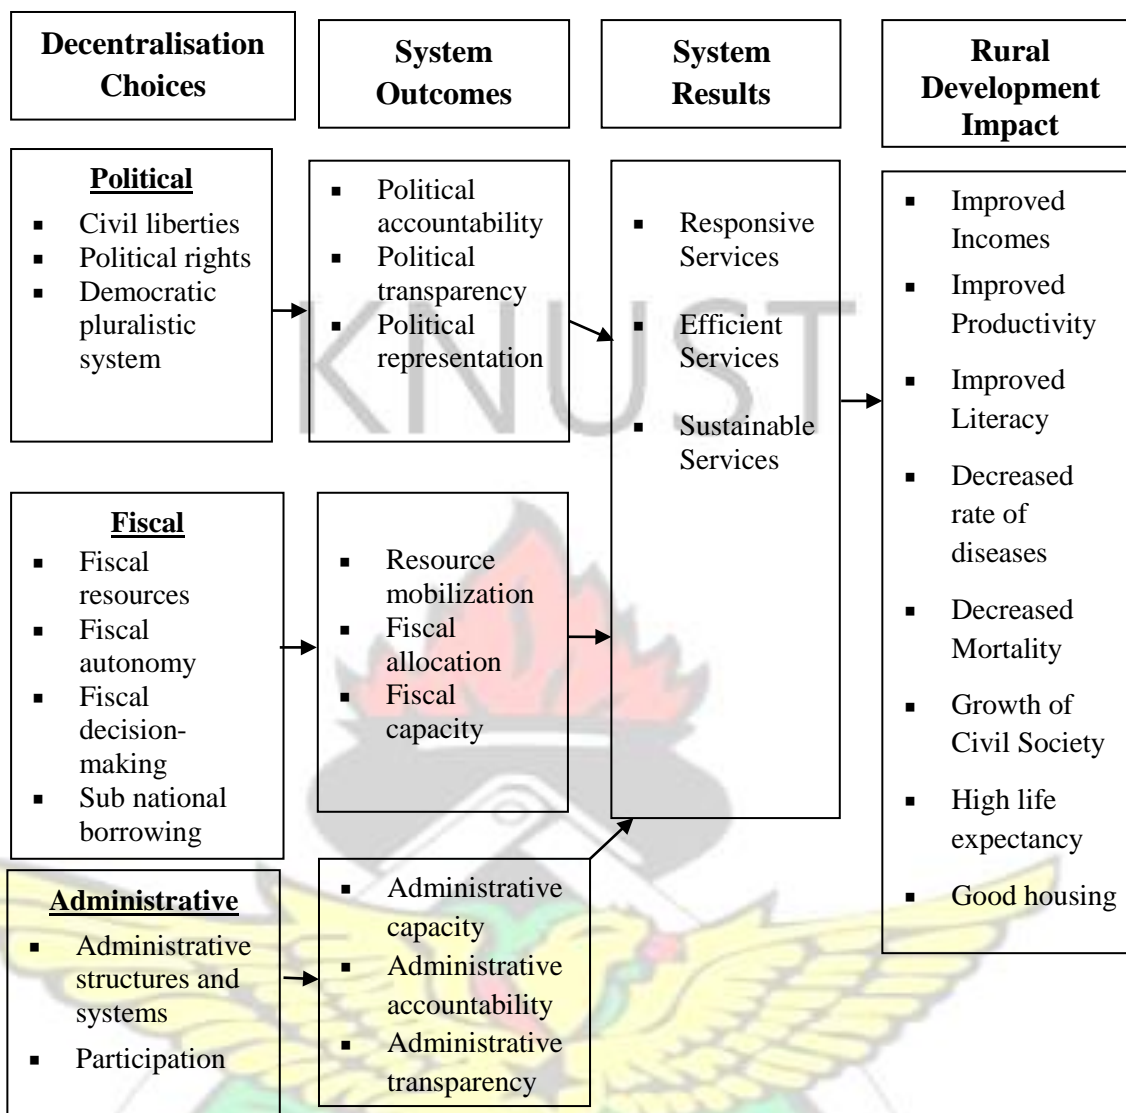 Decentralisation
Choices
System
Outcomes
System
Results
Rural
Development
Impact
Political
▪ Civil liberties
▪ Political rights
▪ Democratic
pluralistic
system
▪ Political
accountability
▪ Political
transparency
▪ Political
representation
▪ Responsive
Services
▪ Efficient
Services
▪ Sustainable
Services
▪ Improved
Incomes
▪ Improved
Productivity
▪ Improved
Literacy
▪ Decreased
rate of
diseases
▪ Decreased
Mortality
▪ Growth of
Civil Society
▪ High life
expectancy
▪ Good housing
Fiscal
▪ Fiscal
resources
▪ Fiscal
autonomy
▪ Fiscal
decision-
making
▪ Sub national
borrowing
▪ Resource
mobilization
▪ Fiscal
allocation
▪ Fiscal
capacity
Administrative
▪ Administrative
structures and
systems
▪ Participation
▪ Administrative
capacity
▪ Administrative
accountability
▪ Administrative
transparency
KNUST